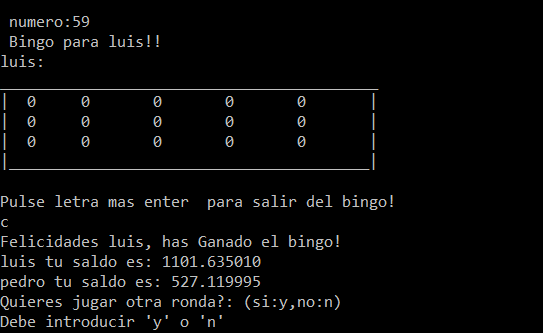 numero:59
Bingo para luis!!
luis:
| 0 0 0 0 0 |
| 0 0 0 0 0 |
| 0 0 0 0 0 |
Pulse letra mas enter  para salir del bingo!
c
Felicidades luis, has Ganado el bingo!
luis tu saldo es: 1101.635010
pedro tu saldo es: 527.119995
Quieres jugar otra ronda?: (si:y,no:n)
Debe introducir 'y' o 'n'